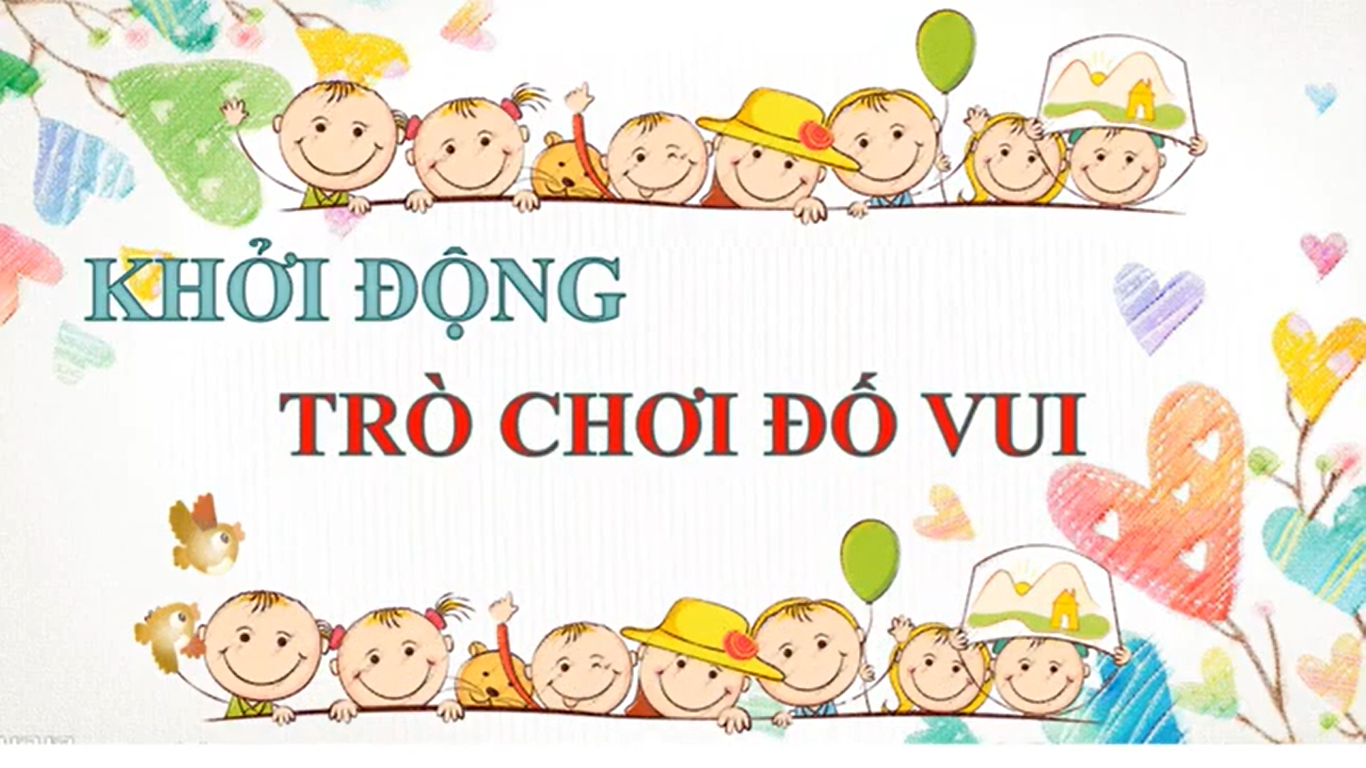 KHỞI ĐỘNG
TRÒ CHƠI ĐỐ VUI